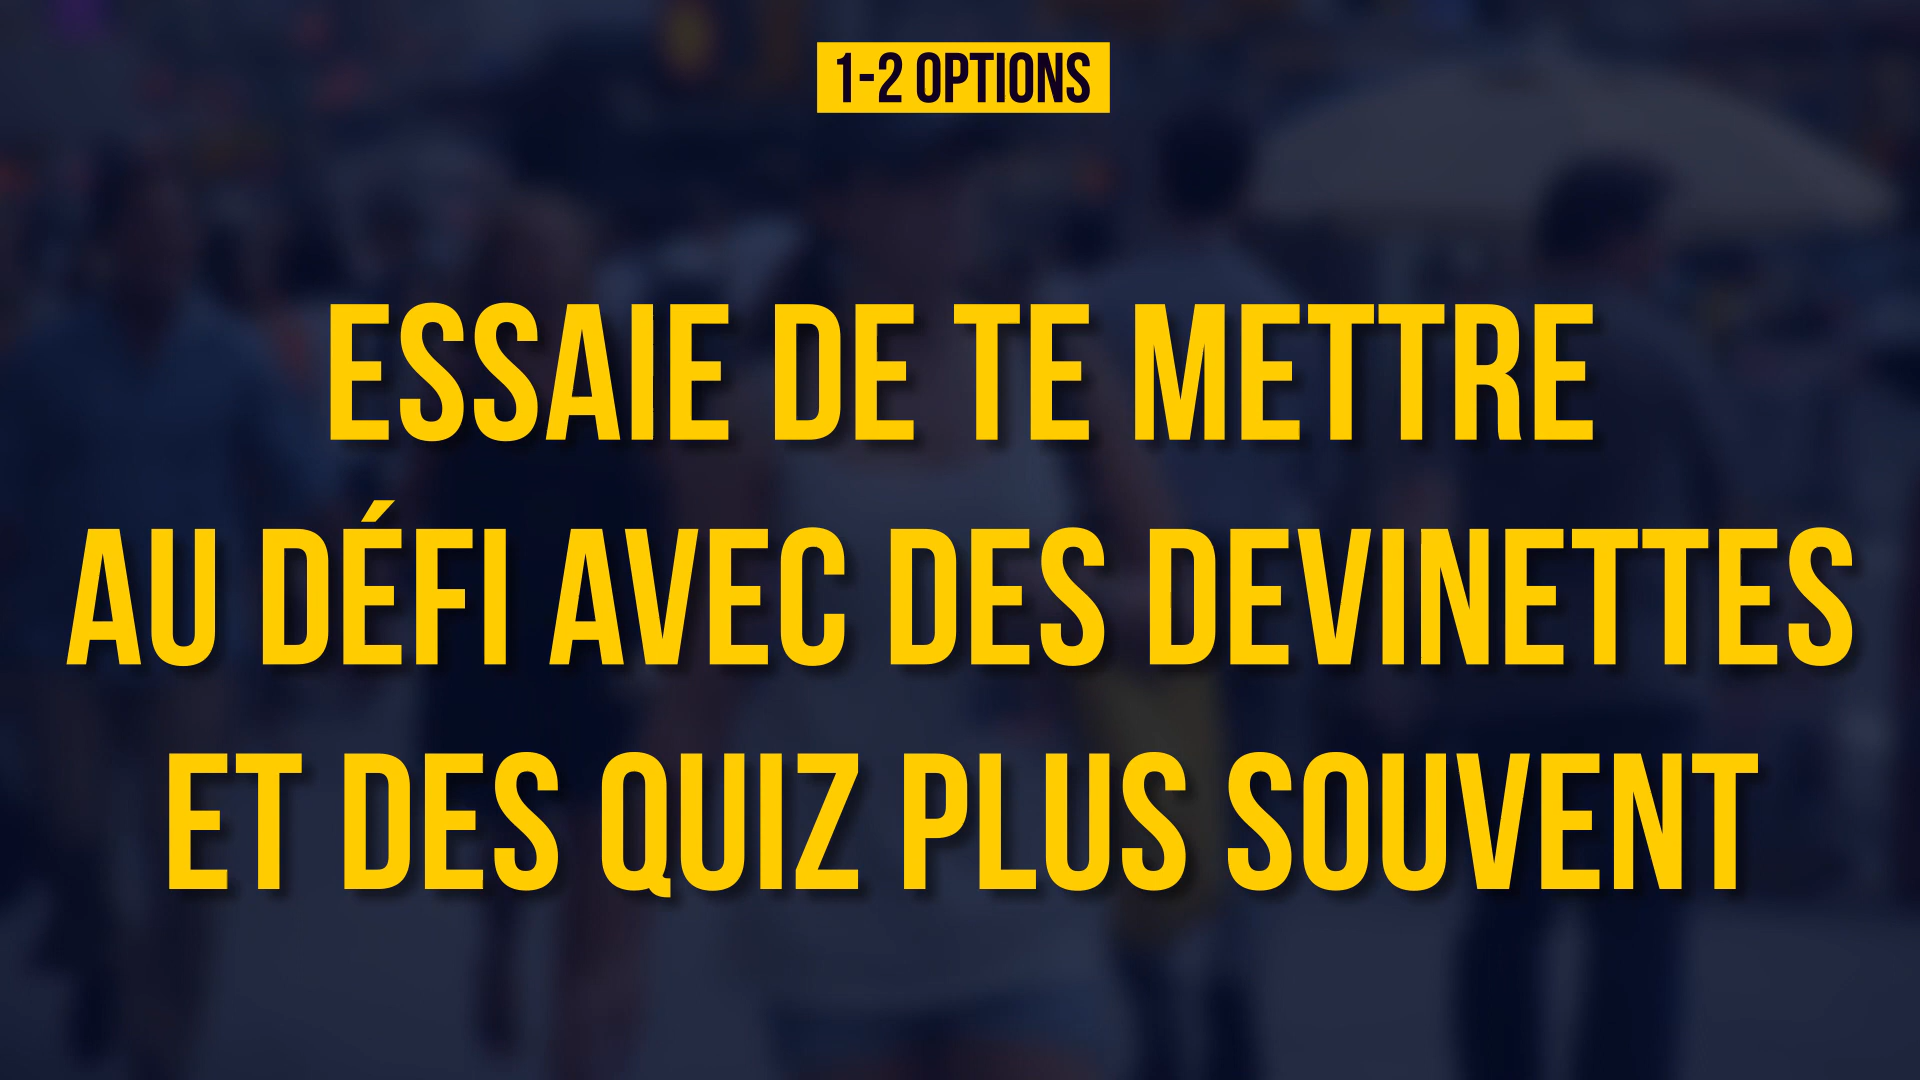 1-2 OPTIONS
ESSAIE DE TE METTRE
AU DÉFI AVEC DES DEVINETTES
ET DES QUIZ PLUS SOUVENT